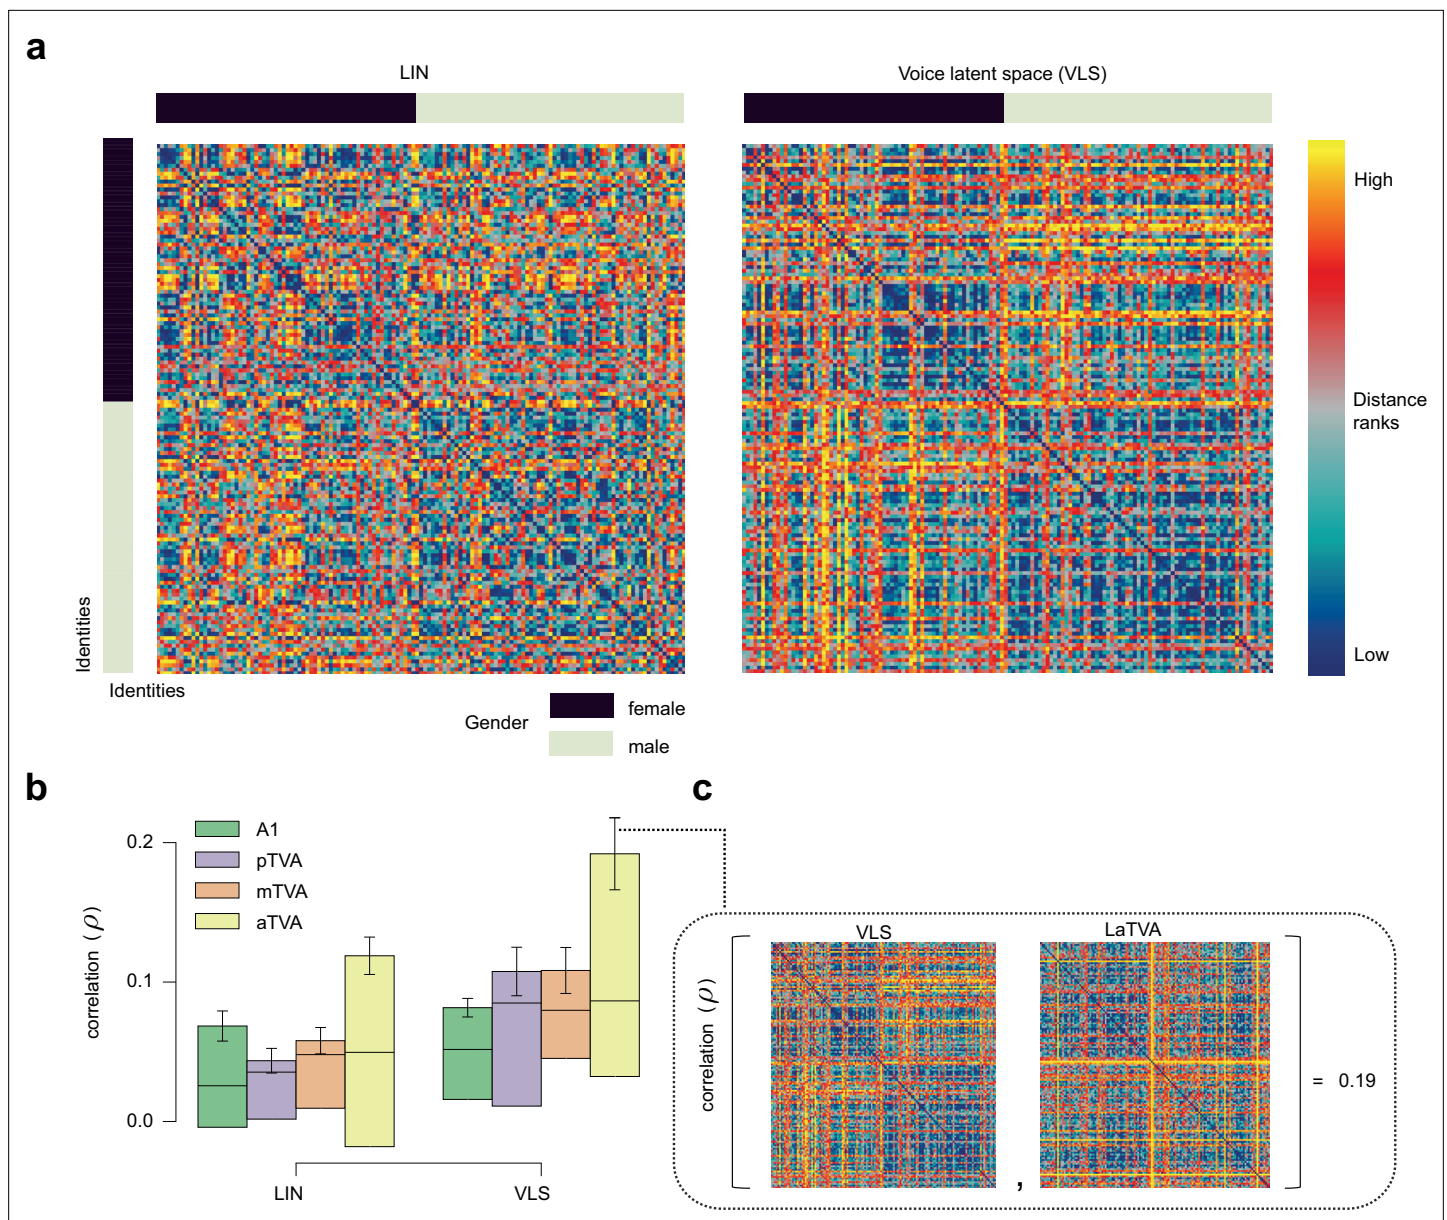 a
LIN
Voice latent space (VLS)
High
Distance
ranks
Low
Identities
Identities
Gender
female
male
b
c
0.2
0.1
0.0
correlation (ρ)
A1
pTVA
mTVA
aTVA
LIN
VLS
VLS
LaTVA
correlation (ρ)
,
= 0.19